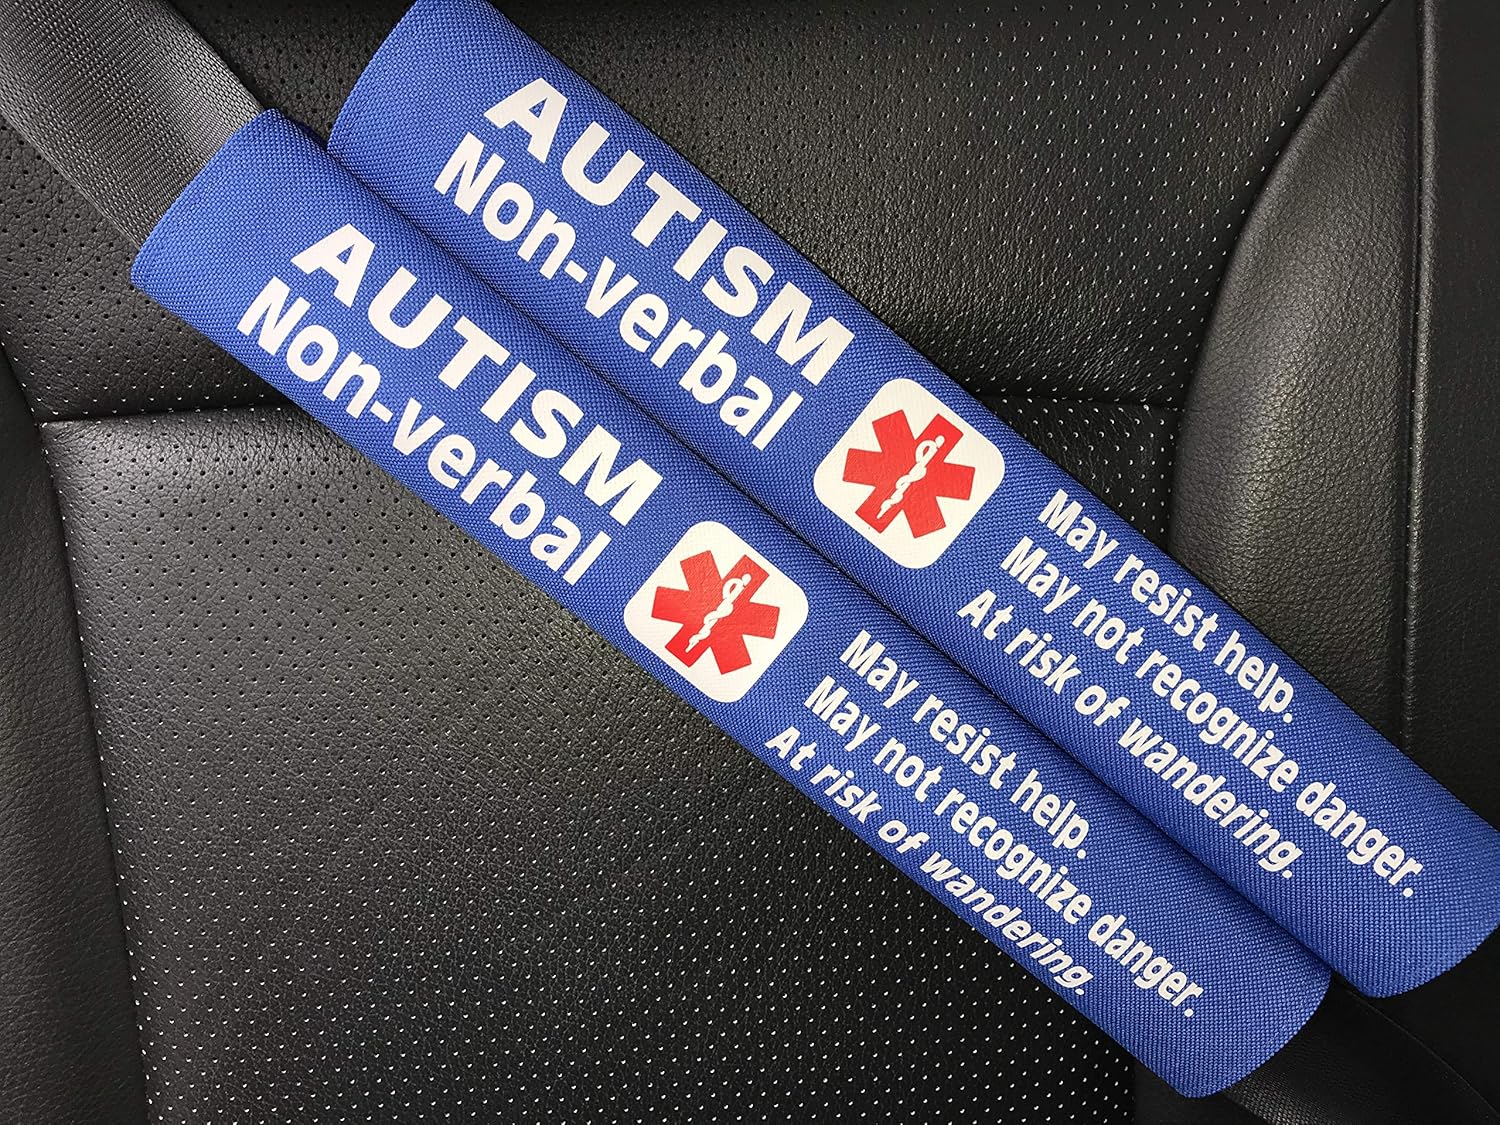 AUTISM
Non-verbal
May resist help.
May not recognize danger.
At risk of wandering.
AUTISM
Non-verbal
May resist help.
May not recognize danger.
At risk of wandering.